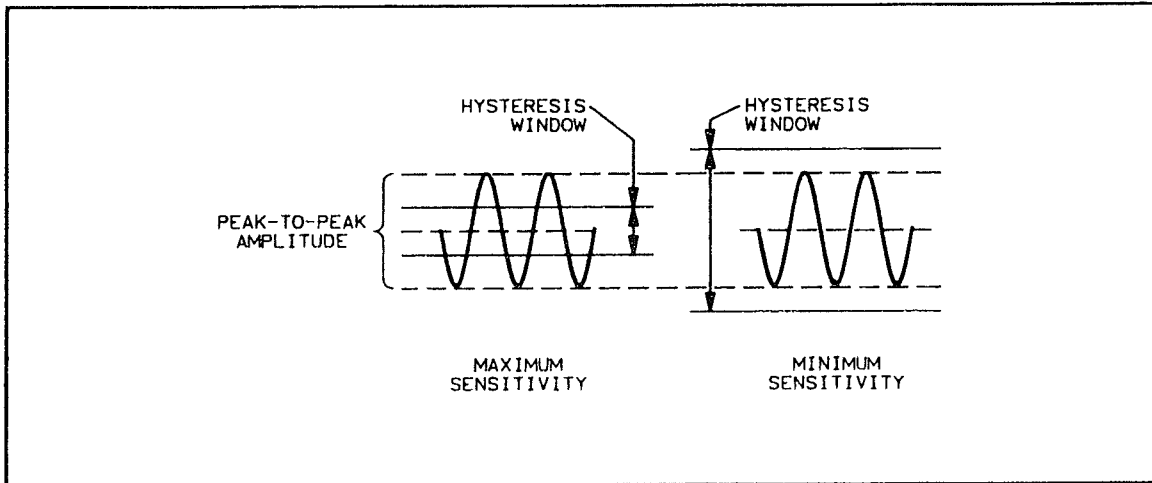 HYSTERESIS
WINDOW
HYSTERESIS
WINDOW
PEAK-TO-PEAK
AMPLITUDE
MAXIMUM
SENSITIVITY
MINIMUM
SENSITIVITY